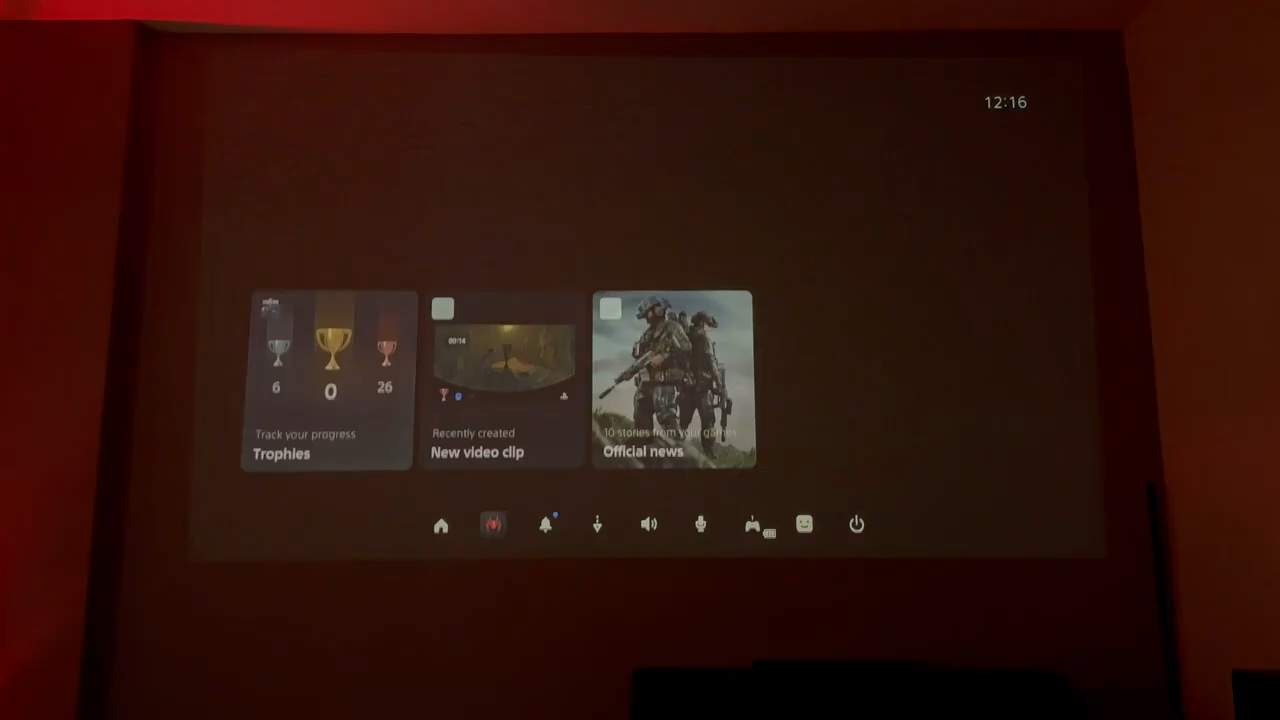 12:16
6
0
26
Track your progress
Trophies
00:14
Recently created
New video clip
10 stories from your games
Official news